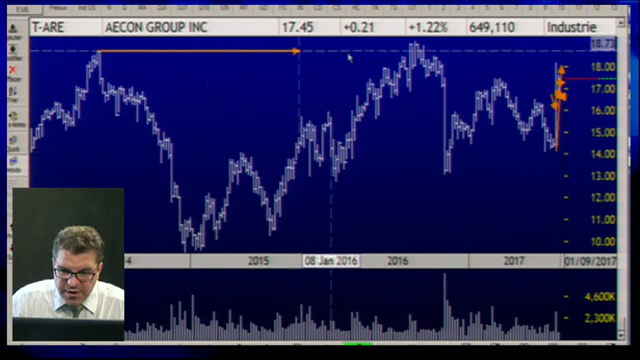 T-ARE AECON GROUP INC 17.45 +0.21 +1.22% 649,110 Industrie
18.73
18.00
17.00
16.00
15.00
14.00
13.00
12.00
11.00
10.00
2015 08 Jan 2016 2016 2017 01/09/2017
4,600K
2,300K